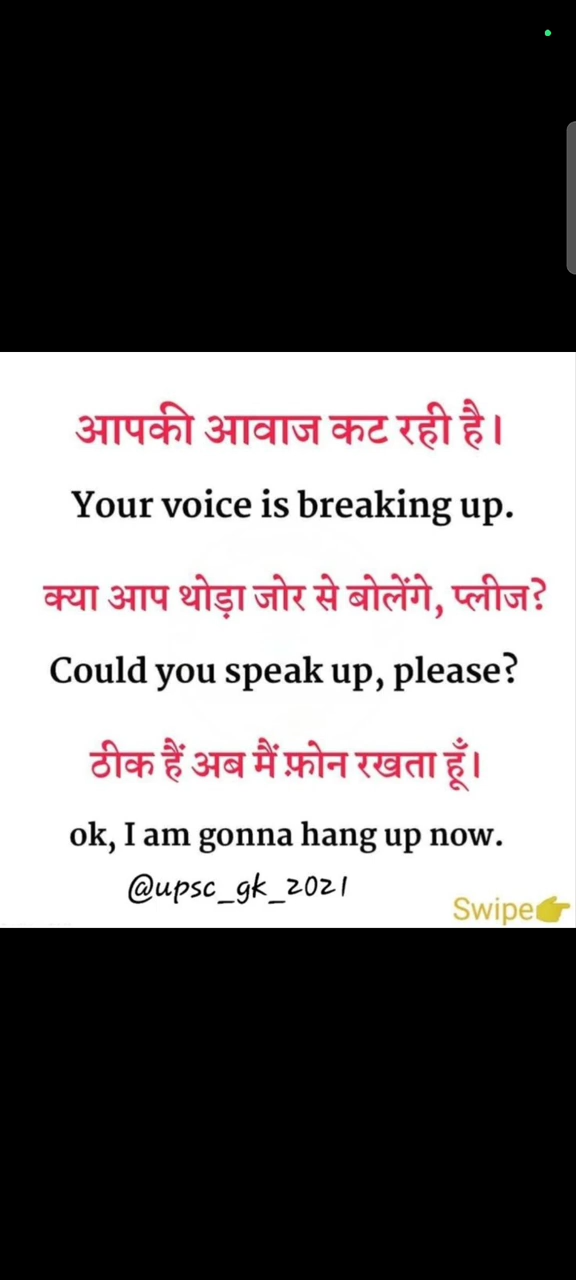 आपकी आवाज कट रही है।
Your voice is breaking up.
क्या आप थोड़ा जोर से बोलेंगे, प्लीज?
Could you speak up, please?
ठीक हैं अब मैं फ़ोन रखता हूँ।
ok, I am gonna hang up now.
@upsc_gk_2021
Swipe